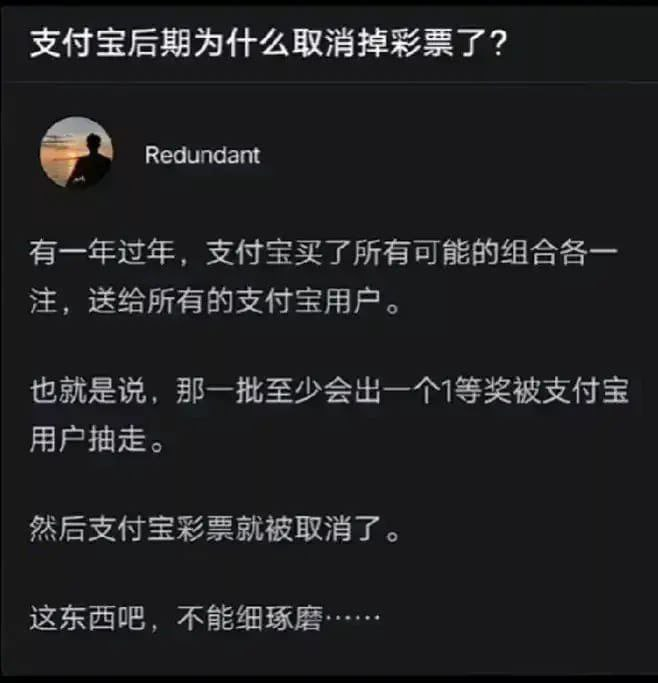 支付宝后期为什么取消掉彩票了？
Redundant
有一年过年，支付宝买了所有可能的组合各一
注，送给所有的支付宝用户。
也就是说，那一批至少会出一个1等奖被支付宝
用户抽走。
然后支付宝彩票就被取消了。
这东西吧，不能细琢磨……